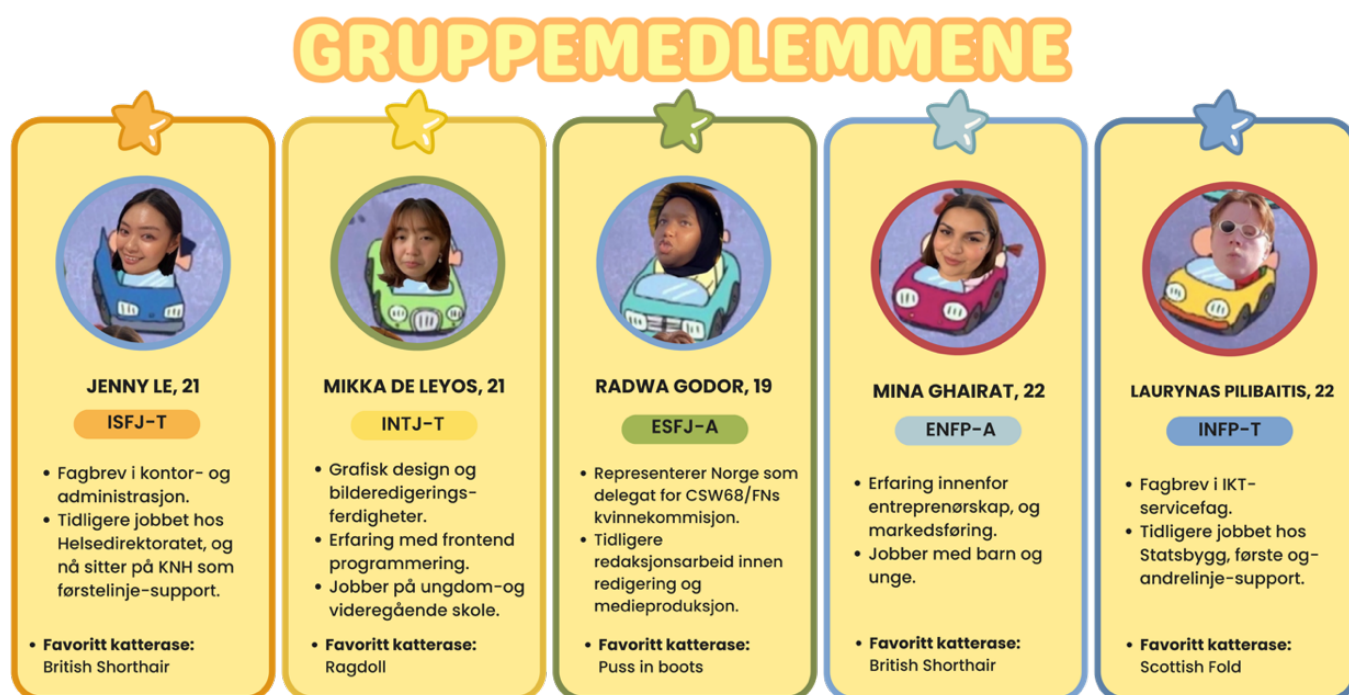 GRUPPEMEDLEMMENE
JENNY LE, 21
ISFJ-T
• Fagbrev i kontor- og
administrasjon.
• Tidligere jobbet hos
Helsedirektoratet, og
nå sitter på KNH som
førstelinje-support.
• Favoritt katterase:
British Shorthair
MIKKA DE LEYOS, 21
INTJ-T
• Grafisk design og
bilderedigerings-
ferdigheter.
• Erfaring med frontend
programmering.
• Jobber på ungdom-og
videregående skole.
• Favoritt katterase:
Ragdoll
RADWA GODOR, 19
ESFJ-A
• Representerer Norge som
delegat for CSW68/FNs
kvinnekommisjon.
• Tidligere
redaksjonsarbeid innen
redigering og
medieproduksjon.
• Favoritt katterase:
Puss in boots
MINA GHAIRAT, 22
ENFP-A
• Erfaring innenfor
entreprenørskap, og
markedsføring.
• Jobber med barn og
unge.
• Favoritt katterase:
British Shorthair
LAURYNAS PILIBAITIS, 22
INFP-T
• Fagbrev i IKT-
servicefag.
• Tidligere jobbet hos
Statsbygg, første og-
andrelinje-support.
• Favoritt katterase:
Scottish Fold